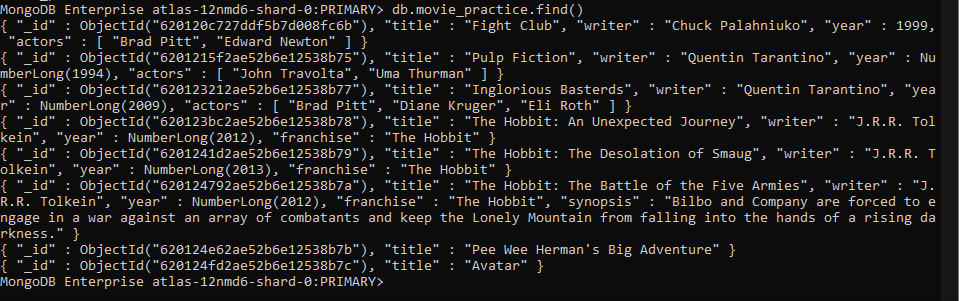 MongoDB Enterprise atlas-12nmd6-shard-0:PRIMARY> db.movie_practice.find()
{ "_id" : ObjectId("620120c727ddf5b7d008fc6b"), "title" : "Fight Club", "writer" : "Chuck Palahniuko", "year" : 1999,
 "actors" : [ "Brad Pitt", "Edward Newton" ] }
{ "_id" : ObjectId("6201215f2ae52b6e12538b75"), "title" : "Pulp Fiction", "writer" : "Quentin Tarantino", "year" : Nu
mberLong(1994), "actors" : [ "John Travolta", "Uma Thurman" ] }
{ "_id" : ObjectId("620123212ae52b6e12538b77"), "title" : "Inglorious Basterds", "writer" : "Quentin Tarantino", "yea
r" : NumberLong(2009), "actors" : [ "Brad Pitt", "Diane Kruger", "Eli Roth" ] }
{ "_id" : ObjectId("620123bc2ae52b6e12538b78"), "title" : "The Hobbit: An Unexpected Journey", "writer" : "J.R.R. Tol
kein", "year" : NumberLong(2012), "franchise" : "The Hobbit" }
{ "_id" : ObjectId("6201241d2ae52b6e12538b79"), "title" : "The Hobbit: The Desolation of Smaug", "writer" : "J.R.R. T
olkein", "year" : NumberLong(2013), "franchise" : "The Hobbit" }
{ "_id" : ObjectId("620124792ae52b6e12538b7a"), "title" : "The Hobbit: The Battle of the Five Armies", "writer" : "J.
R.R. Tolkein", "year" : NumberLong(2012), "franchise" : "The Hobbit", "synopsis" : "Bilbo and Company are forced to e
ngage in a war against an array of combatants and keep the Lonely Mountain from falling into the hands of a rising da
rkness." }
{ "_id" : ObjectId("620124e62ae52b6e12538b7b"), "title" : "Pee Wee Herman's Big Adventure" }
{ "_id" : ObjectId("620124fd2ae52b6e12538b7c"), "title" : "Avatar" }
MongoDB Enterprise atlas-12nmd6-shard-0:PRIMARY>